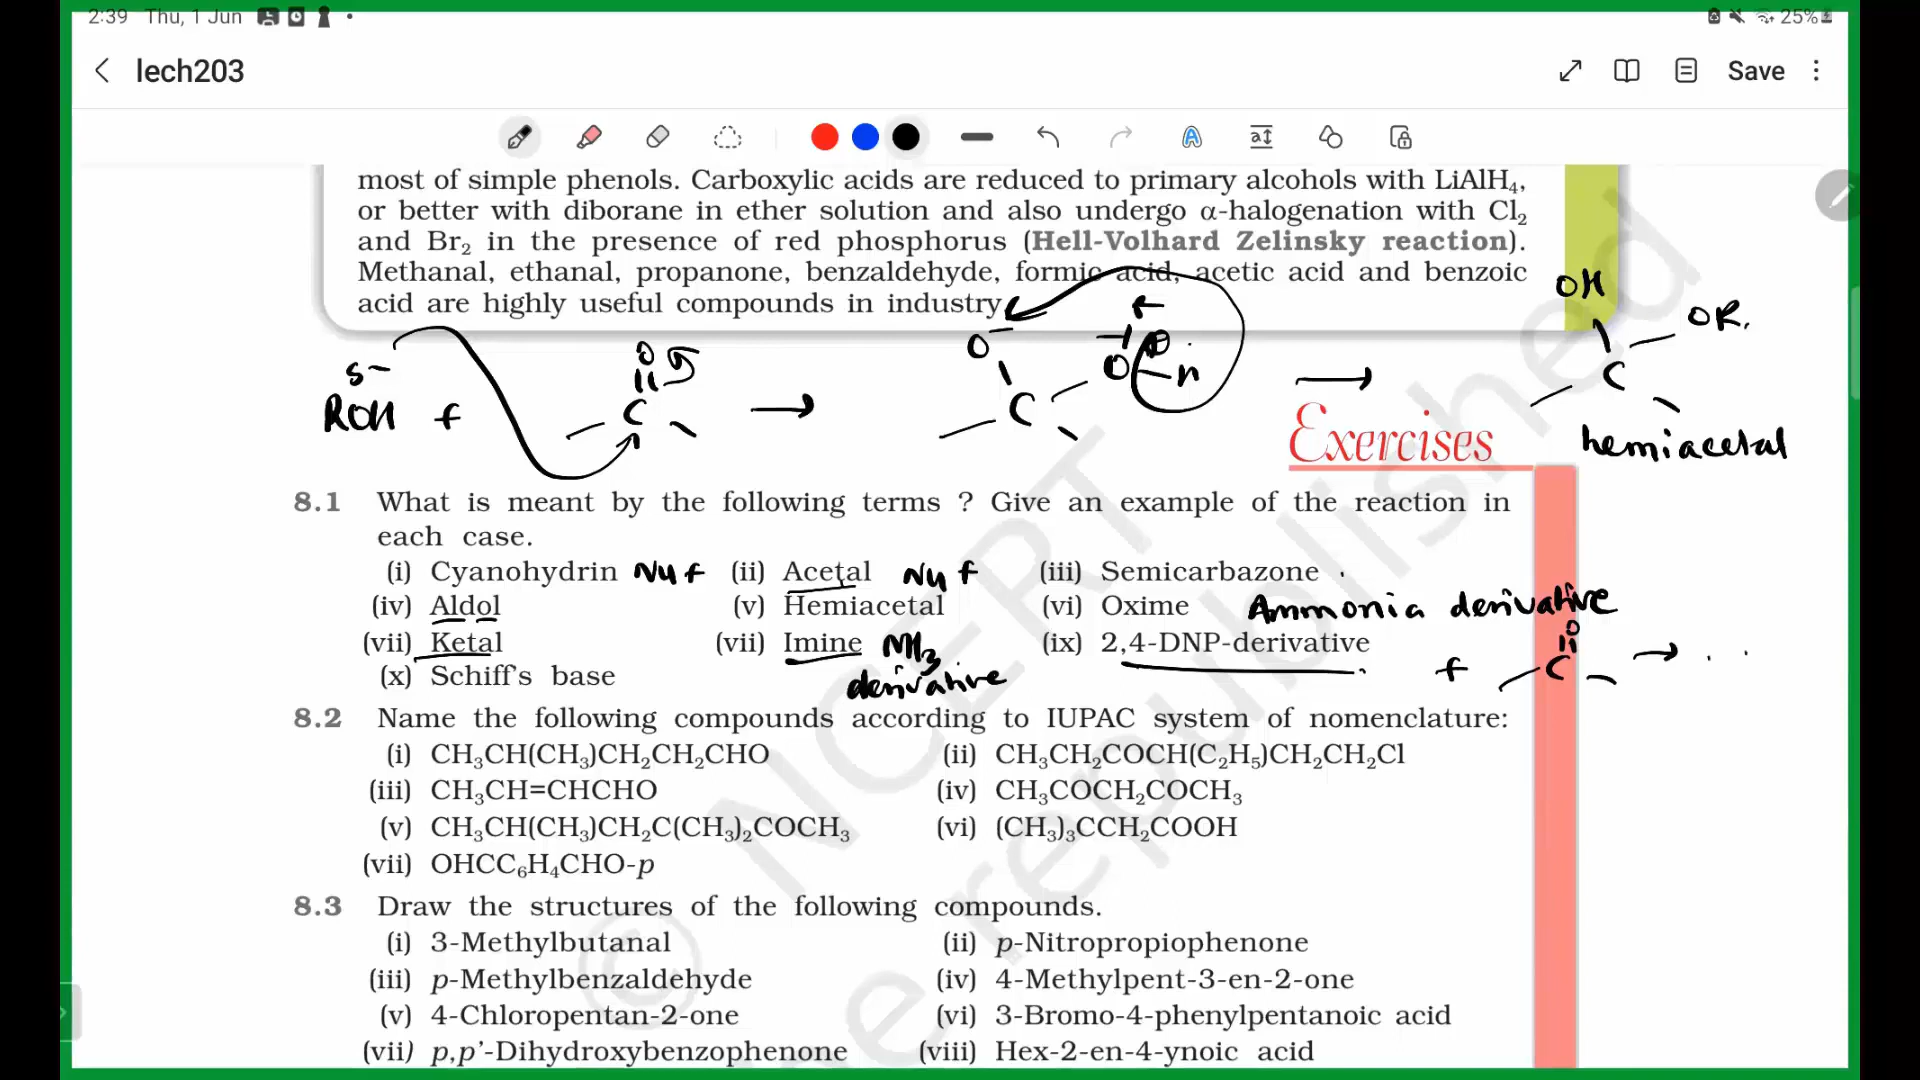 2:39 Thu, 1 Jun
25%
lech203
Save
most of simple phenols. Carboxylic acids are reduced to primary alcohols with LiAlH₄,
or better with diborane in ether solution and also undergo α-halogenation with Cl₂
and Br₂ in the presence of red phosphorus (Hell-Volhard Zelinsky reaction).
Methanal, ethanal, propanone, benzaldehyde, formic acid, acetic acid and benzoic
acid are highly useful compounds in industry
OH
OR.
C
O
C
ROH +
O⁻
C
O
H
hemiacetal
Exercises
8.1 What is meant by the following terms ? Give an example of the reaction in
each case.
(i) Cyanohydrin Nu + (ii) Acetal Nu + (iii) Semicarbazone
(iv) Aldol (v) Hemiacetal (vi) Oxime Ammonia derivative
(vii) Ketal (vii) Imine NH₃ (ix) 2,4-DNP-derivative
(x) Schiff's base derivative + C O → . .
8.2 Name the following compounds according to IUPAC system of nomenclature:
(i) CH₃CH(CH₃)CH₂CH₂CHO (ii) CH₃CH₂COCH(C₂H₅)CH₂CH₂Cl
(iii) CH₃CH=CHCHO (iv) CH₃COCH₂COCH₃
(v) CH₃CH(CH₃)CH₂C(CH₃)₂COCH₃ (vi) (CH₃)₃CCH₂COOH
(vii) OHCC₆H₄CHO-p
8.3 Draw the structures of the following compounds.
(i) 3-Methylbutanal (ii) p-Nitropropiophenone
(iii) p-Methylbenzaldehyde (iv) 4-Methylpent-3-en-2-one
(v) 4-Chloropentan-2-one (vi) 3-Bromo-4-phenylpentanoic acid
(vii) p,p’-Dihydroxybenzophenone (viii) Hex-2-en-4-ynoic acid
© NCERT
republished